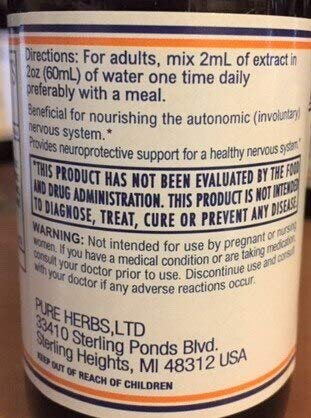 Directions: For adults, mix 2mL of extract in
2oz (60mL) of water one time daily
preferably with a meal.
Beneficial for nourishing the autonomic (involuntary)
nervous system.*
Provides neuroprotective support for a healthy nervous system.*
*THIS PRODUCT HAS NOT BEEN EVALUATED BY THE FOOD
AND DRUG ADMINISTRATION. THIS PRODUCT IS NOT INTENDED
TO DIAGNOSE, TREAT, CURE OR PREVENT ANY DISEASE.
WARNING: Not intended for use by pregnant or nursing
women. If you have a medical condition or are taking medication,
consult your doctor prior to use. Discontinue use and consult
with your doctor if any adverse reactions occur.
PURE HERBS,LTD
33410 Sterling Ponds Blvd.
Sterling Heights, MI 48312 USA
KEEP OUT OF REACH OF CHILDREN